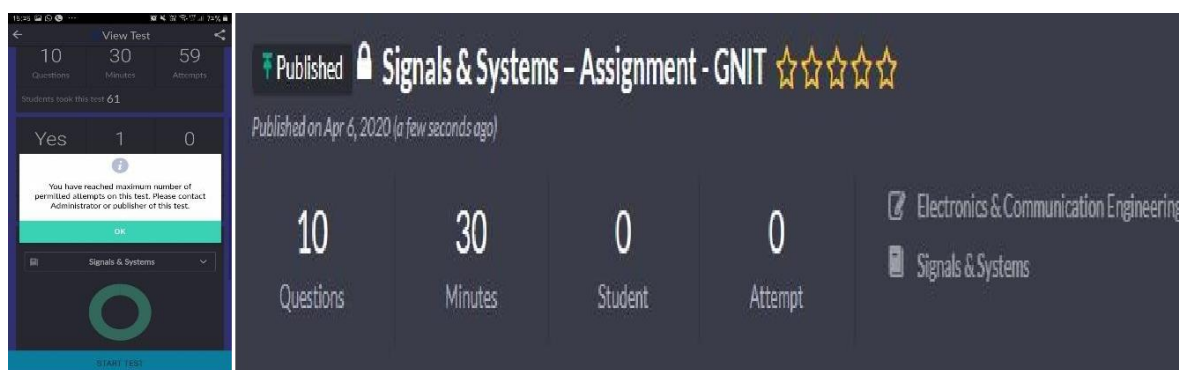 15:35 72%
View Test
10 30 59
Questions Minutes Attempts
Students took this test 61
Yes 1 0
You have reached maximum number of
permitted attempts on this test. Please contact
Administrator or publisher of this test.
OK
Signals & Systems
START TEST
Published Signals & Systems – Assignment - GNIT
Published on Apr 6, 2020 (a few seconds ago)
10 30 0 0
Questions Minutes Student Attempt
Electronics & Communication Engineering
Signals & Systems